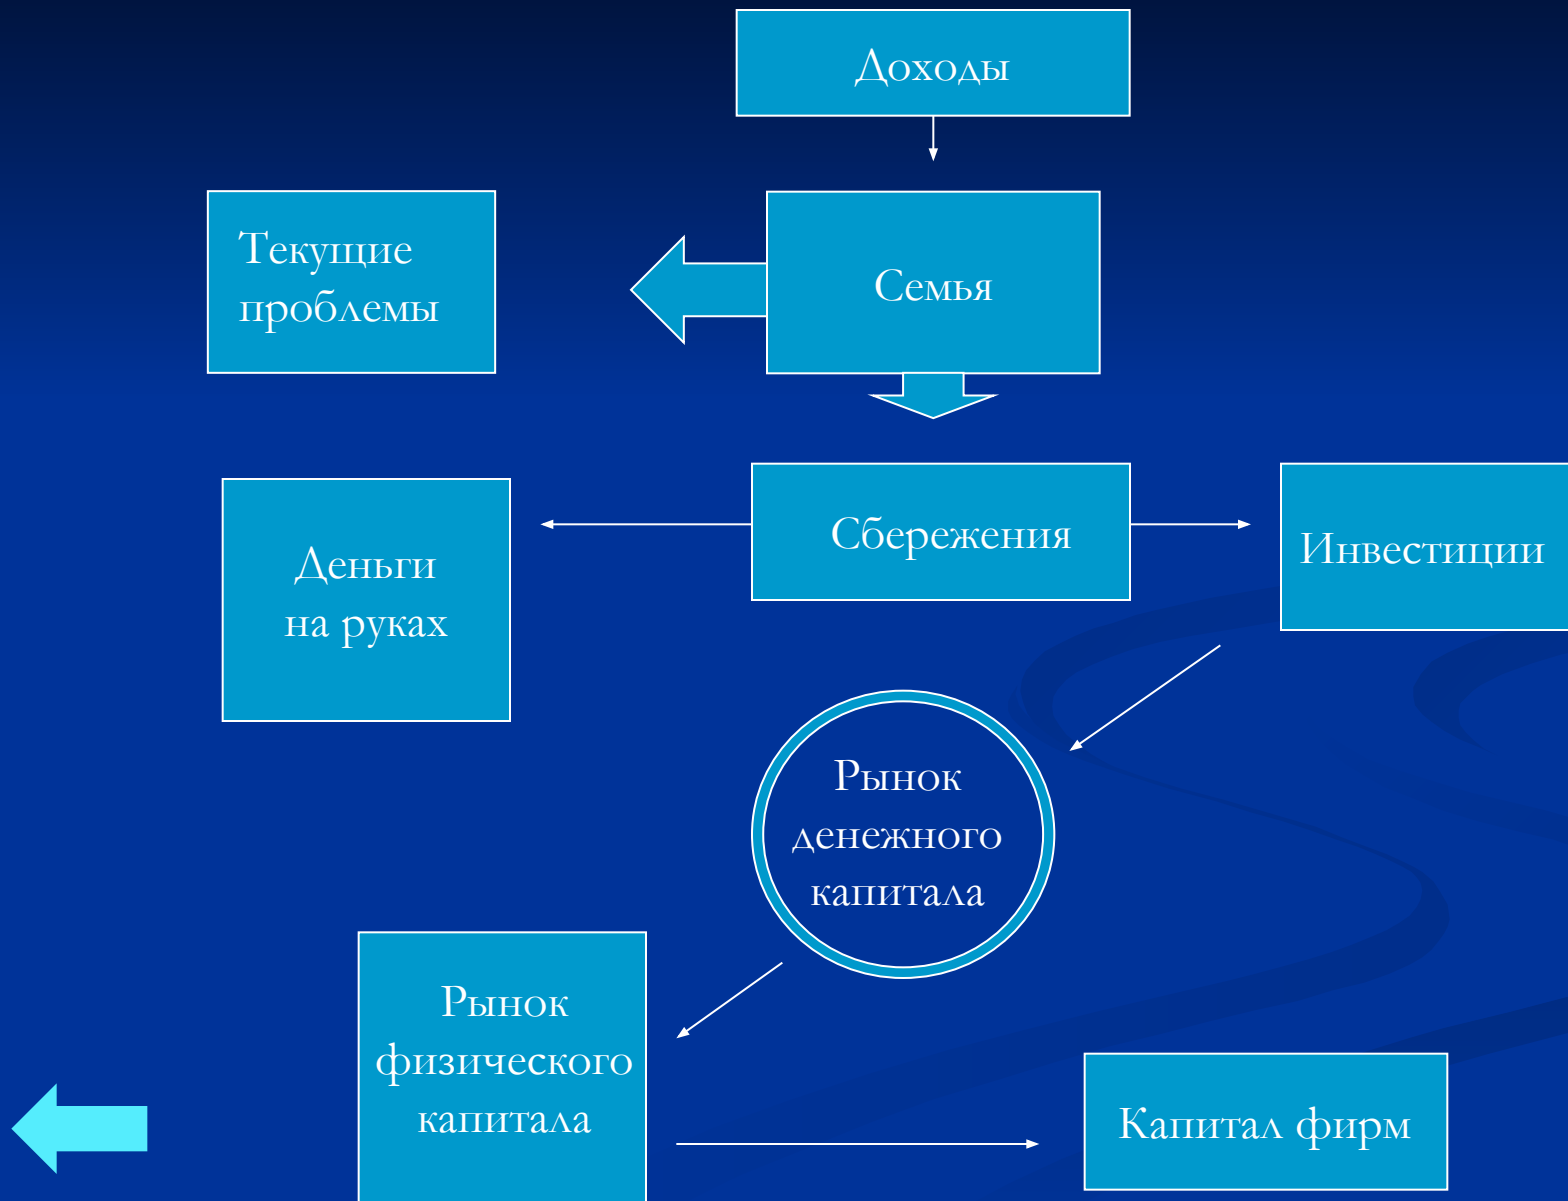 Доходы
Текущие
проблемы
Семья
Деньги
на руках
Сбережения
Инвестиции
Рынок
денежного
капитала
Рынок
физического
капитала
Капитал фирм